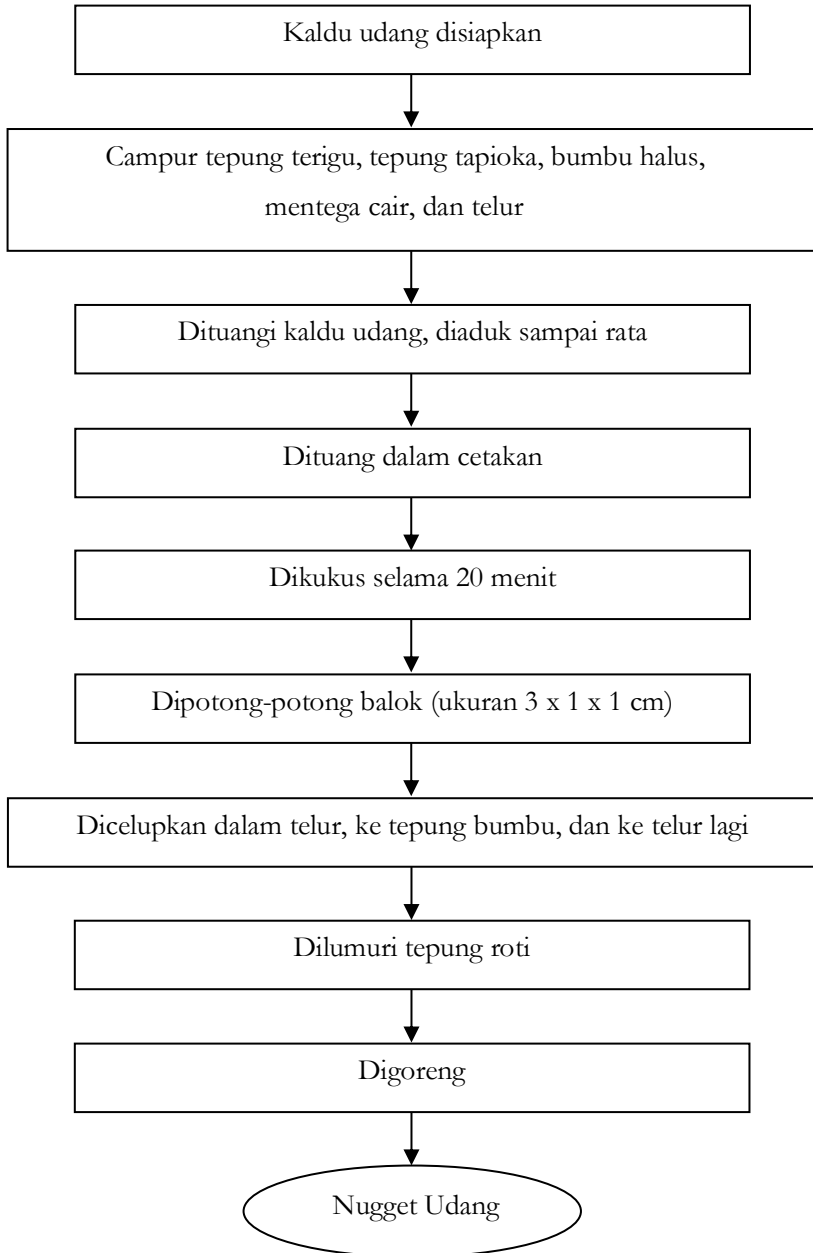 Kaldu udang disiapkan
Campur tepung terigu, tepung tapioka, bumbu halus,
mentega cair, dan telur
Dituangi kaldu udang, diaduk sampai rata
Dituang dalam cetakan
Dikukus selama 20 menit
Dipotong-potong balok (ukuran 3 x 1 x 1 cm)
Dicelupkan dalam telur, ke tepung bumbu, dan ke telur lagi
Dilumuri tepung roti
Digoreng
Nugget Udang